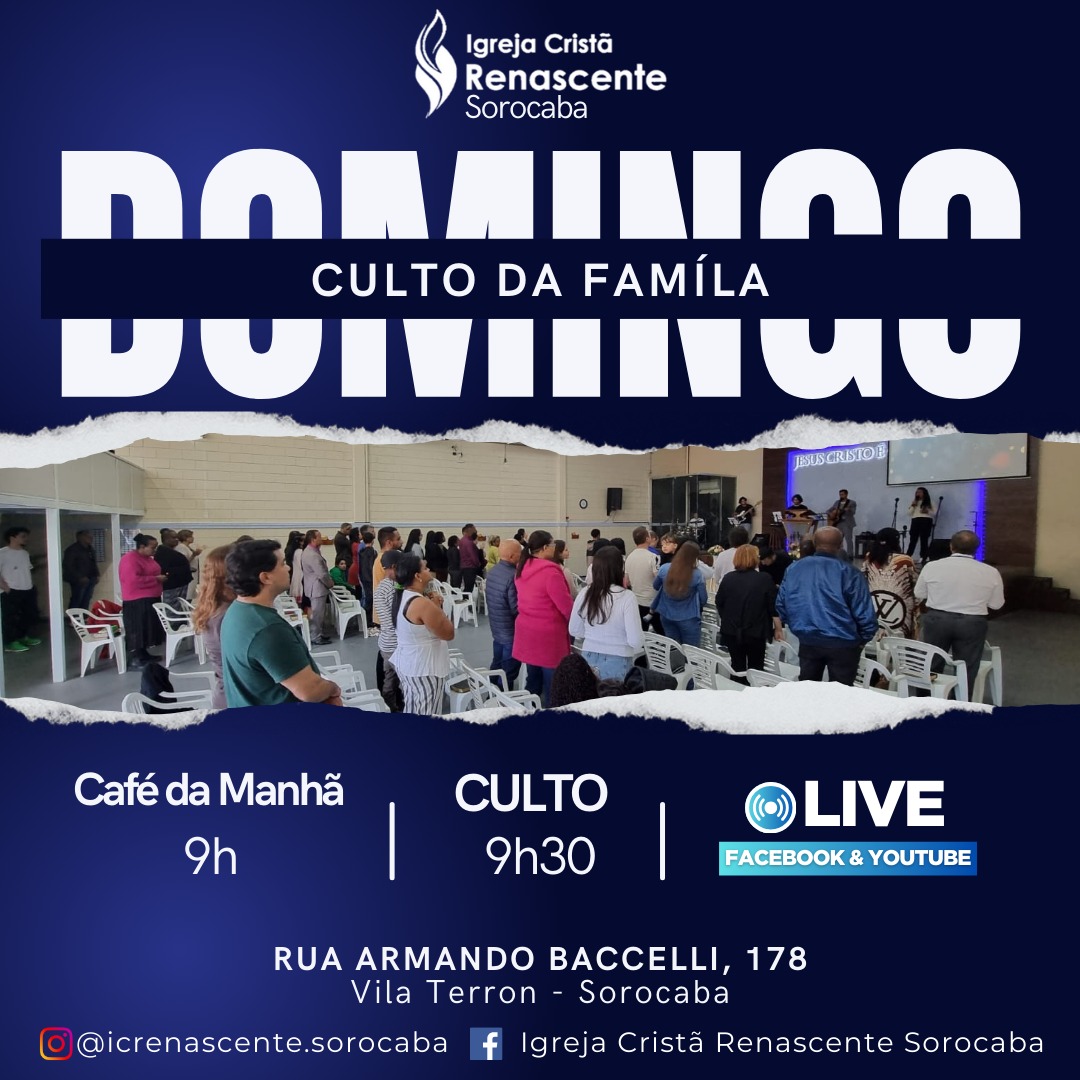 Igreja Cristã
Renascente
Sorocaba
DOMINGO
CULTO DA FAMÍLA
JESUS CRISTO É
Café da Manhã
9h
CULTO
9h30
LIVE
FACEBOOK & YOUTUBE
RUA ARMANDO BACCELLI, 178
Vila Terron - Sorocaba
@icrenascente.sorocaba
Igreja Cristã Renascente Sorocaba